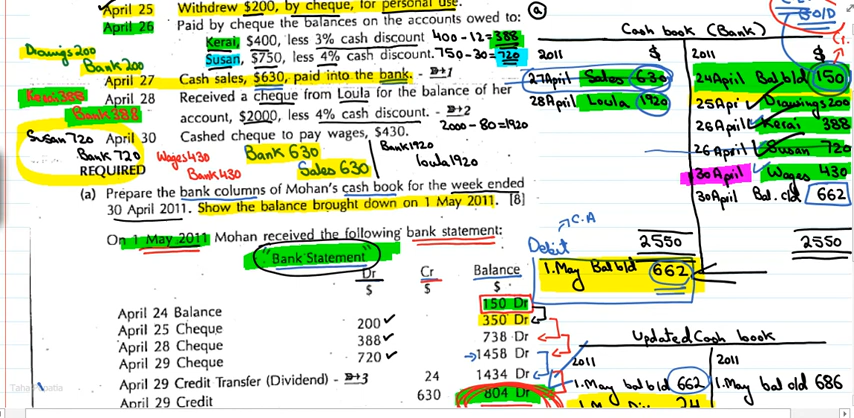 April 25 Withdrew $200, by cheque, for personal use.
April 26 Paid by cheque the balances on the accounts owed to:
Kerai, $400, less 3% cash discount 400-12=388
Susan, $750, less 4% cash discount. 750-30=720
Drawings 200
Bank 200
April 27 Cash sales, $630, paid into the bank. - D+1
Kerai 388
Bank 388
April 28 Received a cheque from Loula for the balance of her
account, $2000, less 4% cash discount. - D+2
2000-80=1920
April 30 Cashed cheque to pay wages, $430.
Susan 720
Bank 720
Wages 430
Bank 430
Bank 630
Sales 630
Bank 1920
Loula 1920
REQUIRED
(a) Prepare the bank columns of Mohan's cash book for the week ended
30 April 2011. Show the balance brought down on 1 May 2011. [8]
On 1 May 2011 Mohan received the following bank statement:
"Bank Statement"
Dr Cr Balance
$ $ $
April 24 Balance 150 Dr
April 25 Cheque 200 350 Dr
April 28 Cheque 388 738 Dr
April 29 Cheque 720 1458 Dr
April 29 Credit Transfer (Dividend) - D+3 24 1434 Dr
April 29 Credit 630 804 Dr
(a)
Cash book (Bank)
2011 $ 2011 $
27 April Sales 630 24 April Bal b/d 150
28 April Loula 1920 25 Apri Drawings 200
26 April Kerai 388
26 April Susan 720
30 April Wages 430
30 April Bal. c/d 662
2550 2550
Debit
C.A
1. May Bal b/d 662
Updated Cash book
2011 2011
1. May bal b/d 662 1. May bal od 686